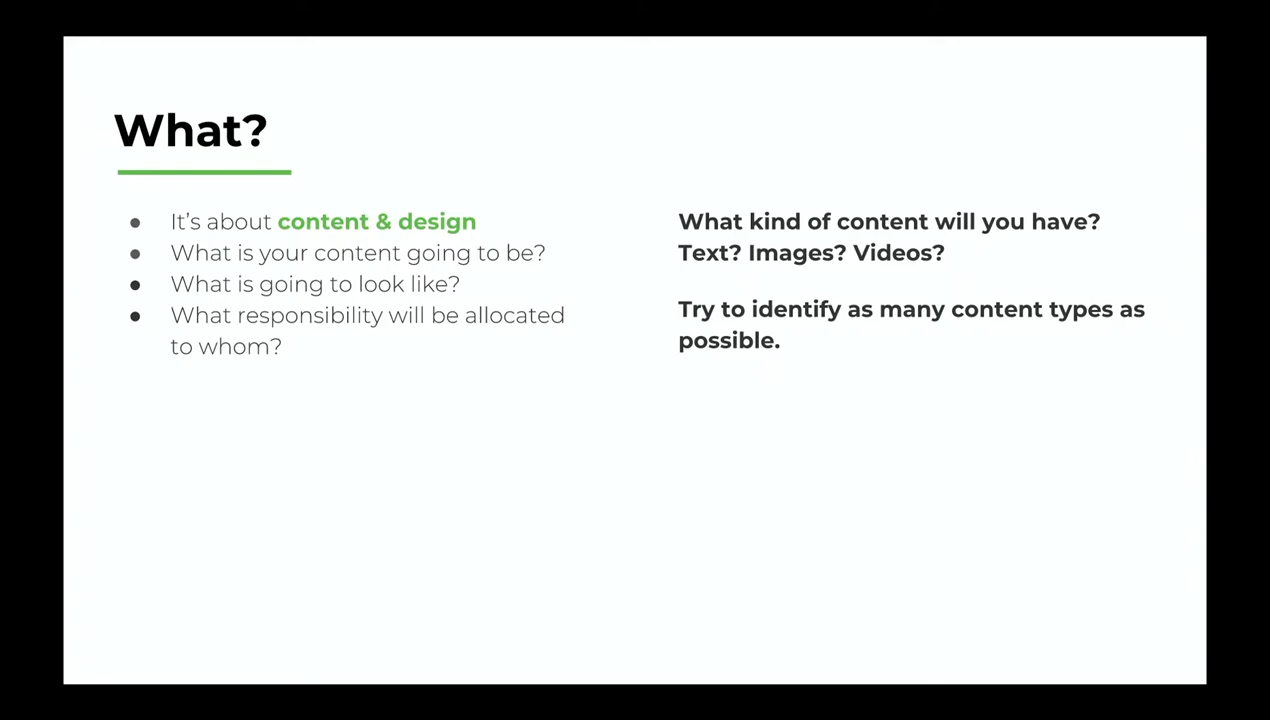 What?
● It’s about content & design
● What is your content going to be?
● What is going to look like?
● What responsibility will be allocated
to whom?
What kind of content will you have?
Text? Images? Videos?
Try to identify as many content types as
possible.